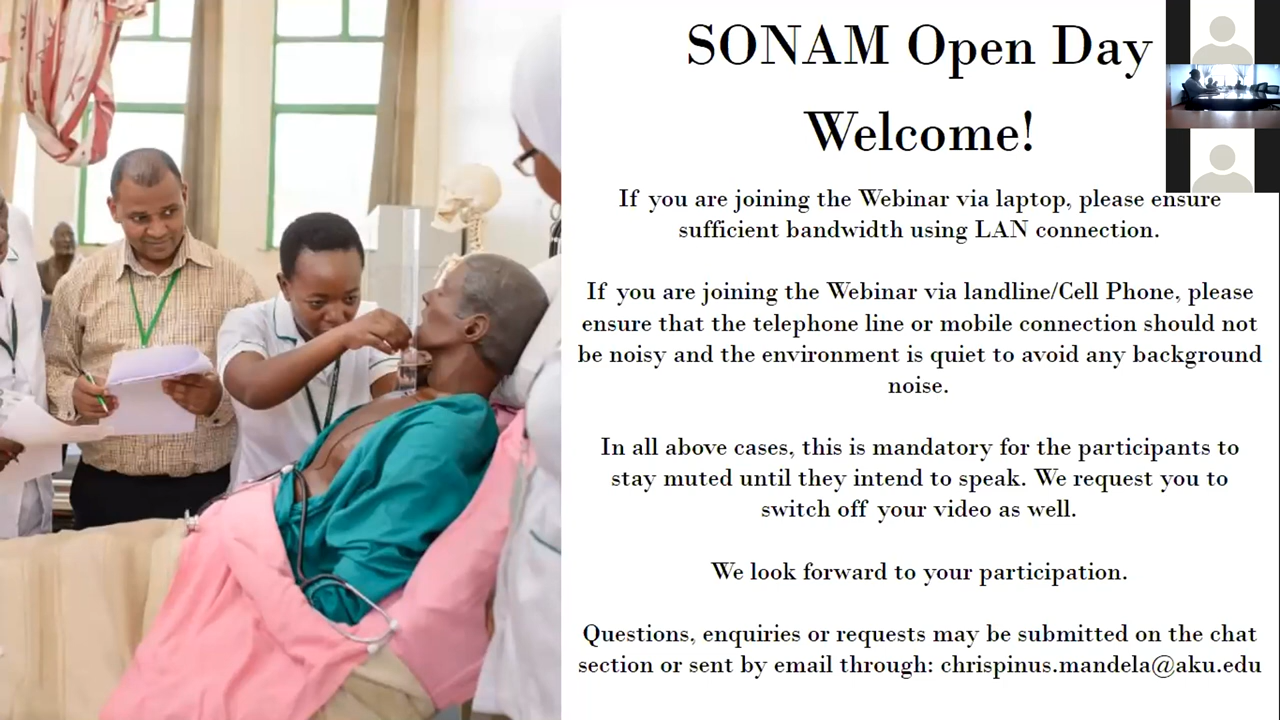 SONAM Open Day
Welcome!
If you are joining the Webinar via laptop, please ensure
sufficient bandwidth using LAN connection.
If you are joining the Webinar via landline/Cell Phone, please
ensure that the telephone line or mobile connection should not
be noisy and the environment is quiet to avoid any background
noise.
In all above cases, this is mandatory for the participants to
stay muted until they intend to speak. We request you to
switch off your video as well.
We look forward to your participation.
Questions, enquiries or requests may be submitted on the chat
section or sent by email through: chrispinus.mandela@aku.edu